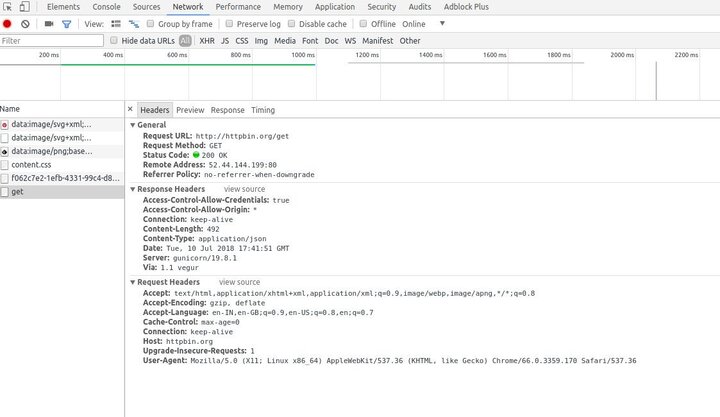 Elements Console Sources Network Performance Memory Application Security Audits Adblock Plus
View: Group by frame Preserve log Disable cache Offline Online
Filter Hide data URLs All XHR JS CSS Img Media Font Doc WS Manifest Other
200 ms 400 ms 600 ms 800 ms 1000 ms 1200 ms 1400 ms 1600 ms 1800 ms 2000 ms 2200 ms
Name
data:image/svg+xml;...
data:image/svg+xml;...
data:image/png;base...
content.css
f062c7e2-1efb-4331-99c4-d8...
get
× Headers Preview Response Timing
General
Request URL: http://httpbin.org/get
Request Method: GET
Status Code: 200 OK
Remote Address: 52.44.144.199:80
Referrer Policy: no-referrer-when-downgrade
Response Headers view source
Access-Control-Allow-Credentials: true
Access-Control-Allow-Origin: *
Connection: keep-alive
Content-Length: 492
Content-Type: application/json
Date: Tue, 10 Jul 2018 17:41:51 GMT
Server: gunicorn/19.8.1
Via: 1.1 vegur
Request Headers view source
Accept: text/html,application/xhtml+xml,application/xml;q=0.9,image/webp,image/apng,*/*;q=0.8
Accept-Encoding: gzip, deflate
Accept-Language: en-IN,en-GB;q=0.9,en-US;q=0.8,en;q=0.7
Cache-Control: max-age=0
Connection: keep-alive
Host: httpbin.org
Upgrade-Insecure-Requests: 1
User-Agent: Mozilla/5.0 (X11; Linux x86_64) AppleWebKit/537.36 (KHTML, like Gecko) Chrome/66.0.3359.170 Safari/537.36